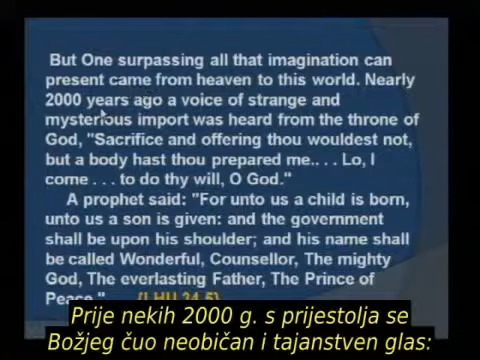 But One surpassing all that imagination can
present came from heaven to this world. Nearly
2000 years ago a voice of strange and
mysterious import was heard from the throne of
God, "Sacrifice and offering thou wouldest not,
but a body hast thou prepared me.. . . Lo, I
come . . . to do thy will, O God."
A prophet said: "For unto us a child is born,
unto us a son is given: and the government
shall be upon his shoulder; and his name shall
be called Wonderful, Counsellor, The mighty
God, The everlasting Father, The Prince of
Peace."
Prije nekih 2000 g. s prijestolja se
Božjeg čuo neobičan i tajanstven glas: